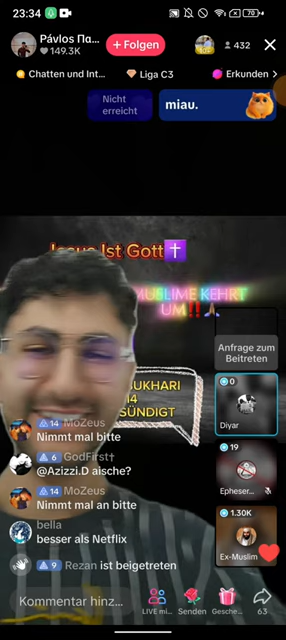 23:34
70
Pávlos Πα...
149.3K
+ Folgen
432
Chatten und Int...
Liga C3
Erkunden >
Nicht
erreicht
miau.
Jesus Ist Gott
MUSLIME KEHRT
UM
BUKHARI
14
SÜNDIGT
Anfrage zum
Beitreten
0
Diyar
19
Epheser...
1.30K
Ex-Muslim
14 MoZeus
Nimmt mal bitte
6 GodFirst†
@Azizzi.D aische?
14 MoZeus
Nimmt mal an bitte
bella
besser als Netflix
9 Rezan ist beigetreten
Kommentar hinz...
LIVE mi...
Senden
Gesche...
63